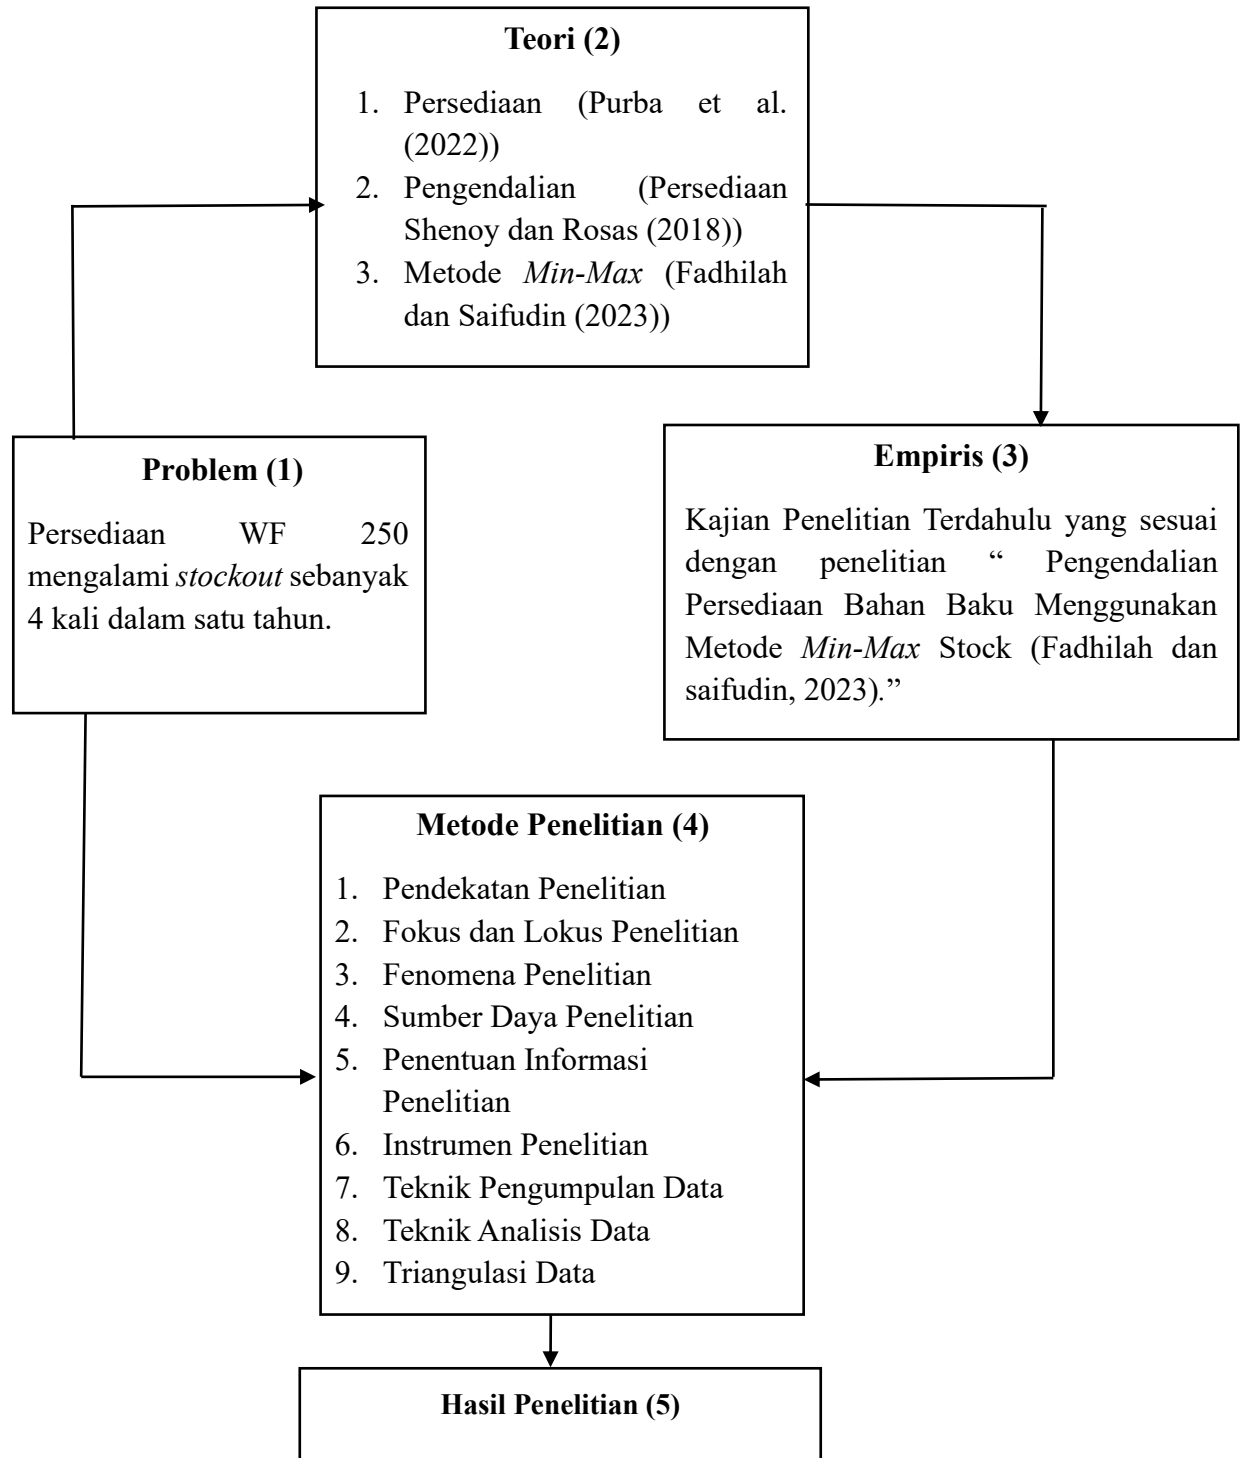 Teori (2)
1. Persediaan (Purba et al.
(2022))
2. Pengendalian (Persediaan
Shenoy dan Rosas (2018))
3. Metode Min-Max (Fadhilah
dan Saifudin (2023))
Problem (1)
Persediaan WF 250
mengalami stockout sebanyak
4 kali dalam satu tahun.
Empiris (3)
Kajian Penelitian Terdahulu yang sesuai
dengan penelitian “ Pengendalian
Persediaan Bahan Baku Menggunakan
Metode Min-Max Stock (Fadhilah dan
saifudin, 2023).”
Metode Penelitian (4)
1. Pendekatan Penelitian
2. Fokus dan Lokus Penelitian
3. Fenomena Penelitian
4. Sumber Daya Penelitian
5. Penentuan Informasi
Penelitian
6. Instrumen Penelitian
7. Teknik Pengumpulan Data
8. Teknik Analisis Data
9. Triangulasi Data
Hasil Penelitian (5)